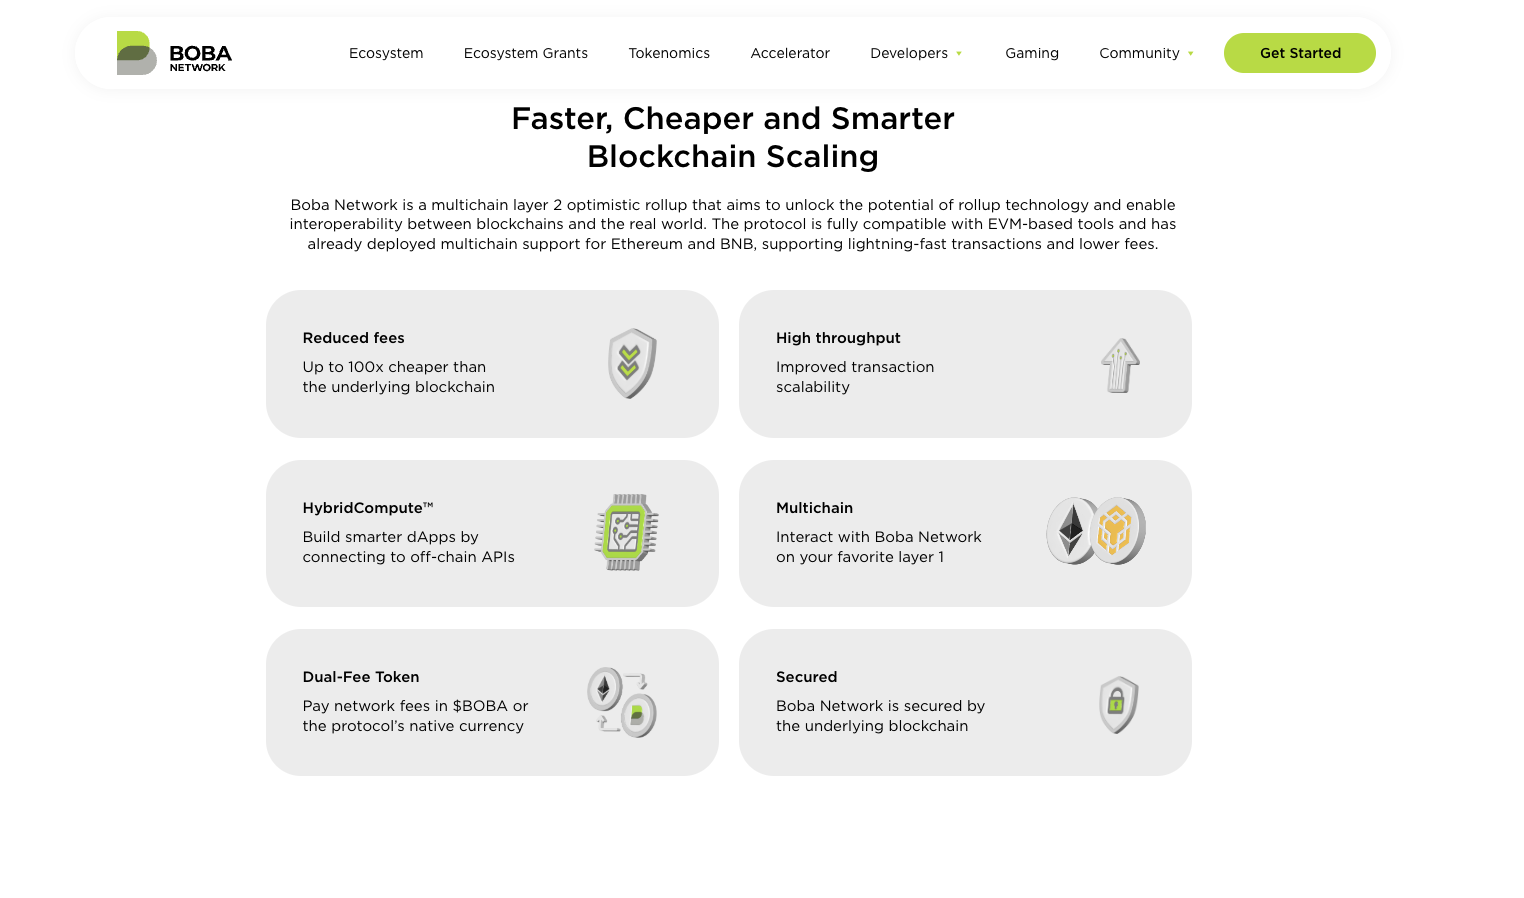 BOBA
NETWORK
Ecosystem
Ecosystem Grants
Tokenomics
Accelerator
Developers
Gaming
Community
Get Started
Faster, Cheaper and Smarter
Blockchain Scaling
Boba Network is a multichain layer 2 optimistic rollup that aims to unlock the potential of rollup technology and enable
interoperability between blockchains and the real world. The protocol is fully compatible with EVM-based tools and has
already deployed multichain support for Ethereum and BNB, supporting lightning-fast transactions and lower fees.
Reduced fees
Up to 100x cheaper than
the underlying blockchain
High throughput
Improved transaction
scalability
HybridCompute™
Build smarter dApps by
connecting to off-chain APIs
Multichain
Interact with Boba Network
on your favorite layer 1
Dual-Fee Token
Pay network fees in $BOBA or
the protocol’s native currency
Secured
Boba Network is secured by
the underlying blockchain